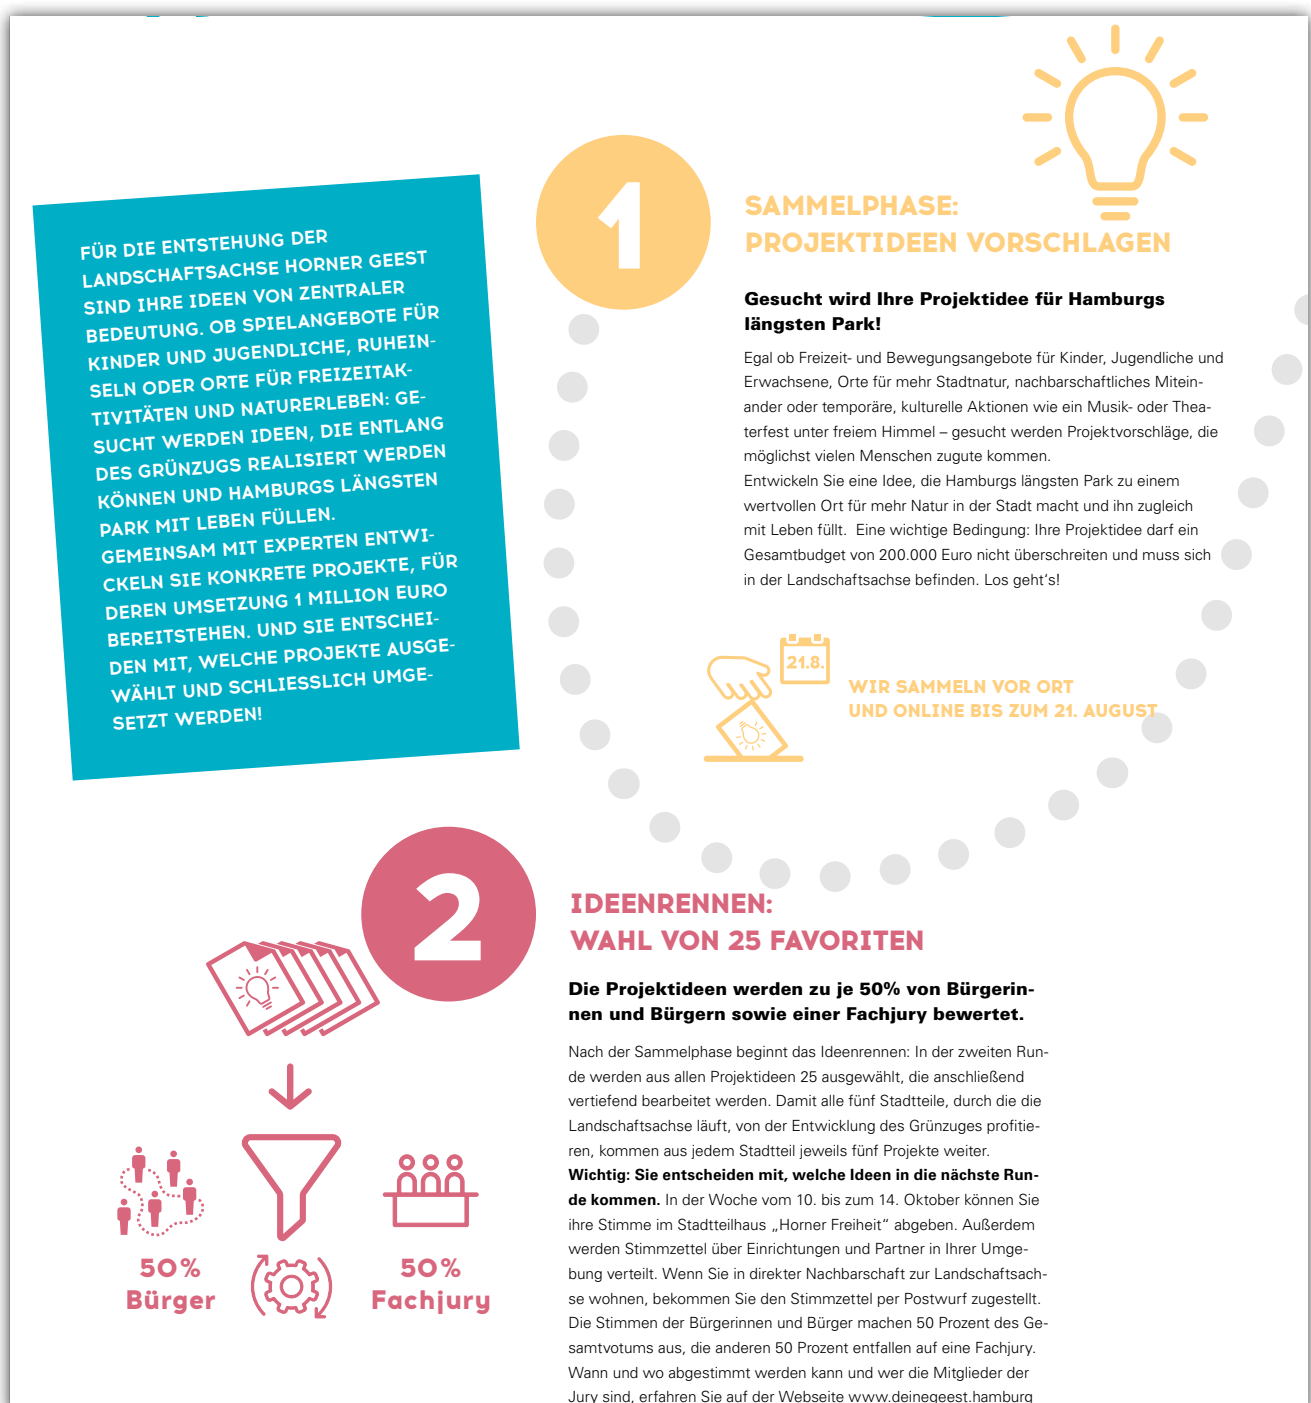 FÜR DIE ENTSTEHUNG DER
LANDSCHAFTSACHSE HORNER GEEST
SIND IHRE IDEEN VON ZENTRALER
BEDEUTUNG. OB SPIELANGEBOTE FÜR
KINDER UND JUGENDLICHE, RUHEIN-
SELN ODER ORTE FÜR FREIZEITAK-
TIVITÄTEN UND NATURERLEBEN: GE-
SUCHT WERDEN IDEEN, DIE ENTLANG
DES GRÜNZUGS REALISIERT WERDEN
KÖNNEN UND HAMBURGS LÄNGSTEN
PARK MIT LEBEN FÜLLEN.
GEMEINSAM MIT EXPERTEN ENTWI-
CKELN SIE KONKRETE PROJEKTE, FÜR
DEREN UMSETZUNG 1 MILLION EURO
BEREITSTEHEN. UND SIE ENTSCHEI-
DEN MIT, WELCHE PROJEKTE AUSGE-
WÄHLT UND SCHLIESSLICH UMGE-
SETZT WERDEN!
1
SAMMELPHASE:
PROJEKTIDEEN VORSCHLAGEN
Gesucht wird Ihre Projektidee für Hamburgs
längsten Park!
Egal ob Freizeit- und Bewegungsangebote für Kinder, Jugendliche und
Erwachsene, Orte für mehr Stadtnatur, nachbarschaftliches Mitein-
ander oder temporäre, kulturelle Aktionen wie ein Musik- oder Thea-
terfest unter freiem Himmel – gesucht werden Projektvorschläge, die
möglichst vielen Menschen zugute kommen.
Entwickeln Sie eine Idee, die Hamburgs längsten Park zu einem
wertvollen Ort für mehr Natur in der Stadt macht und ihn zugleich
mit Leben füllt. Eine wichtige Bedingung: Ihre Projektidee darf ein
Gesamtbudget von 200.000 Euro nicht überschreiten und muss sich
in der Landschaftsachse befinden. Los geht's!
21.8.
WIR SAMMELN VOR ORT
UND ONLINE BIS ZUM 21. AUGUST
2
IDEENRENNEN:
WAHL VON 25 FAVORITEN
Die Projektideen werden zu je 50% von Bürgerin-
nen und Bürgern sowie einer Fachjury bewertet.
Nach der Sammelphase beginnt das Ideenrennen: In der zweiten Run-
de werden aus allen Projektideen 25 ausgewählt, die anschließend
vertiefend bearbeitet werden. Damit alle fünf Stadtteile, durch die die
Landschaftsachse läuft, von der Entwicklung des Grünzuges profitie-
ren, kommen aus jedem Stadtteil jeweils fünf Projekte weiter.
Wichtig: Sie entscheiden mit, welche Ideen in die nächste Run-
de kommen. In der Woche vom 10. bis zum 14. Oktober können Sie
ihre Stimme im Stadtteilhaus „Horner Freiheit“ abgeben. Außerdem
werden Stimmzettel über Einrichtungen und Partner in Ihrer Umge-
bung verteilt. Wenn Sie in direkter Nachbarschaft zur Landschaftsach-
se wohnen, bekommen Sie den Stimmzettel per Postwurf zugestellt.
Die Stimmen der Bürgerinnen und Bürger machen 50 Prozent des Ge-
samtvotums aus, die anderen 50 Prozent entfallen auf eine Fachjury.
Wann und wo abgestimmt werden kann und wer die Mitglieder der
Jury sind, erfahren Sie auf der Webseite www.deinegeest.hamburg
50%
Bürger
50%
Fachjury